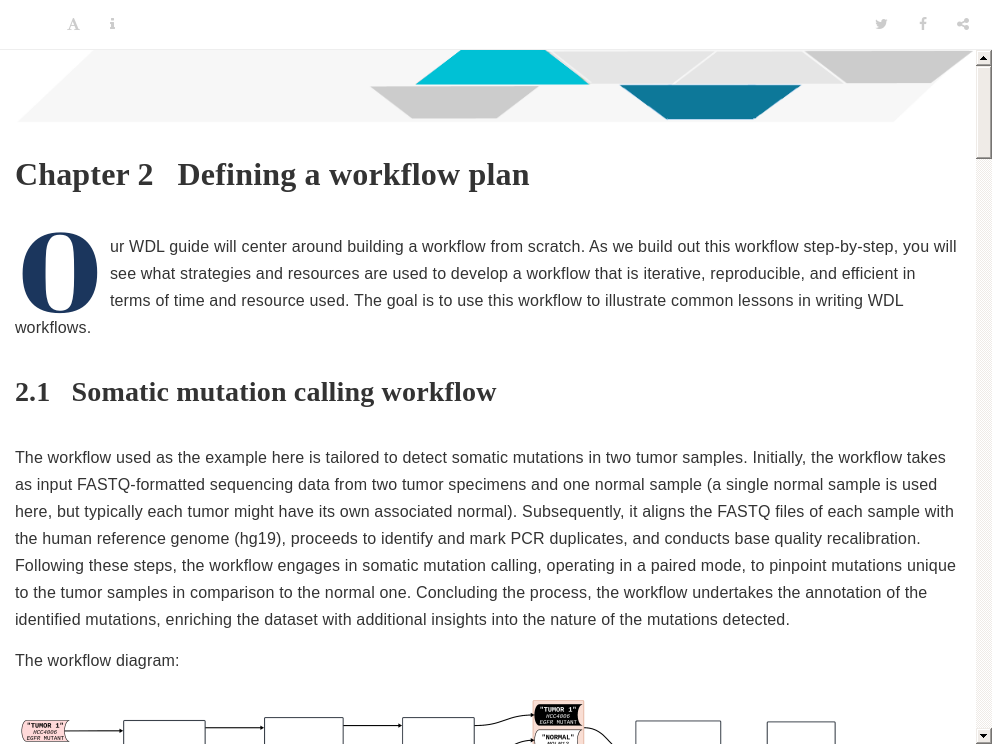 A i
Chapter 2 Defining a workflow plan
Our WDL guide will center around building a workflow from scratch. As we build out this workflow step-by-step, you will
see what strategies and resources are used to develop a workflow that is iterative, reproducible, and efficient in
terms of time and resource used. The goal is to use this workflow to illustrate common lessons in writing WDL
workflows.
2.1 Somatic mutation calling workflow
The workflow used as the example here is tailored to detect somatic mutations in two tumor samples. Initially, the workflow takes
as input FASTQ-formatted sequencing data from two tumor specimens and one normal sample (a single normal sample is used
here, but typically each tumor might have its own associated normal). Subsequently, it aligns the FASTQ files of each sample with
the human reference genome (hg19), proceeds to identify and mark PCR duplicates, and conducts base quality recalibration.
Following these steps, the workflow engages in somatic mutation calling, operating in a paired mode, to pinpoint mutations unique
to the tumor samples in comparison to the normal one. Concluding the process, the workflow undertakes the annotation of the
identified mutations, enriching the dataset with additional insights into the nature of the mutations detected.
The workflow diagram:
"TUMOR 1"
HCC4006
EGFR MUTANT
"TUMOR 1"
HCC4006
EGFR MUTANT
"NORMAL"